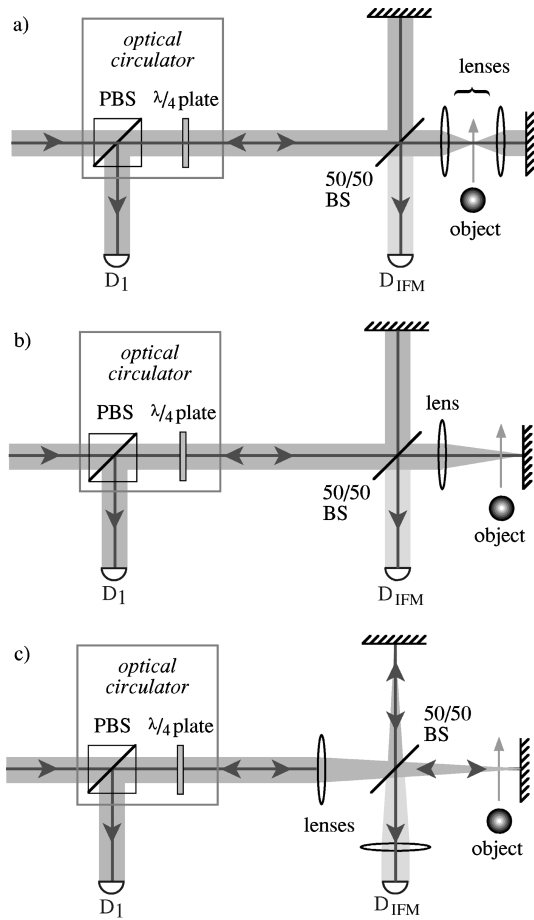 a)
optical
circulator
PBS
λ/4 plate
lenses
50/50
BS
object
D1
DIFM
b)
optical
circulator
PBS
λ/4 plate
lens
50/50
BS
object
D1
DIFM
c)
optical
circulator
PBS
λ/4 plate
50/50
BS
lenses
object
D1
DIFM